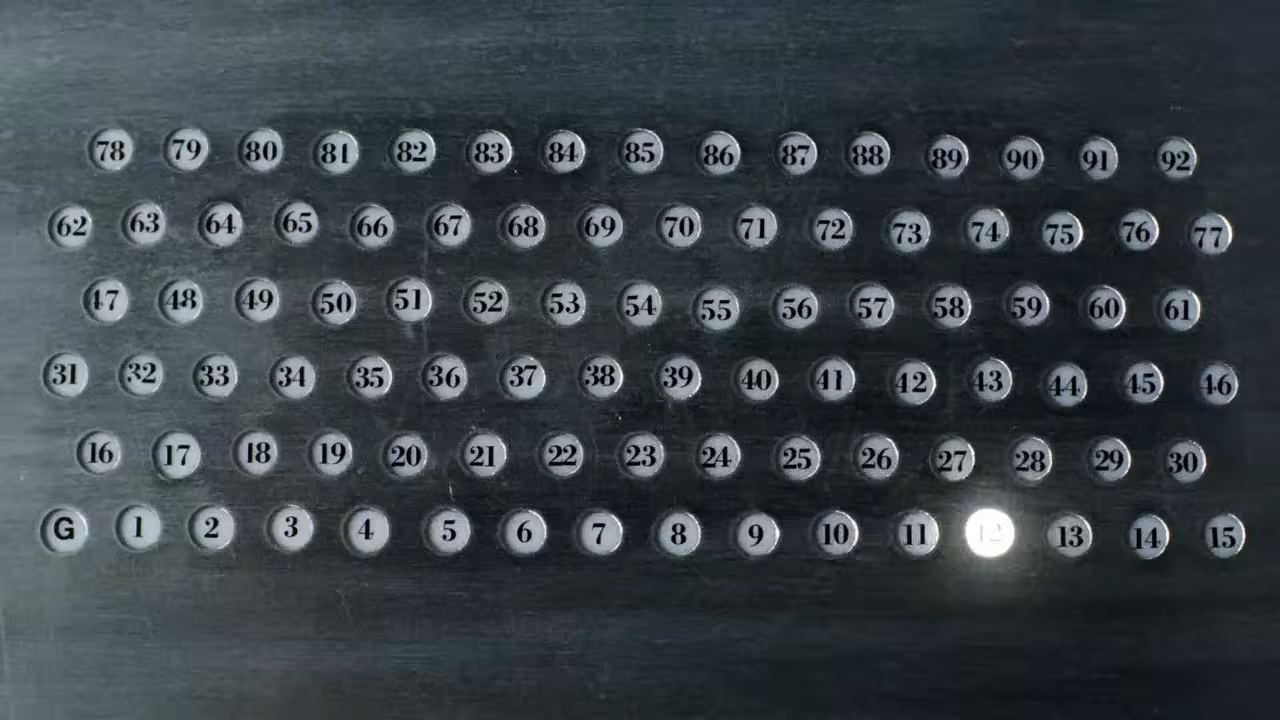 78 79 80 81 82 83 84 85 86 87 88 89 90 91 92
62 63 64 65 66 67 68 69 70 71 72 73 74 75 76 77
47 48 49 50 51 52 53 54 55 56 57 58 59 60 61
31 32 33 34 35 36 37 38 39 40 41 42 43 44 45 46
16 17 18 19 20 21 22 23 24 25 26 27 28 29 30
G 1 2 3 4 5 6 7 8 9 10 11 12 13 14 15